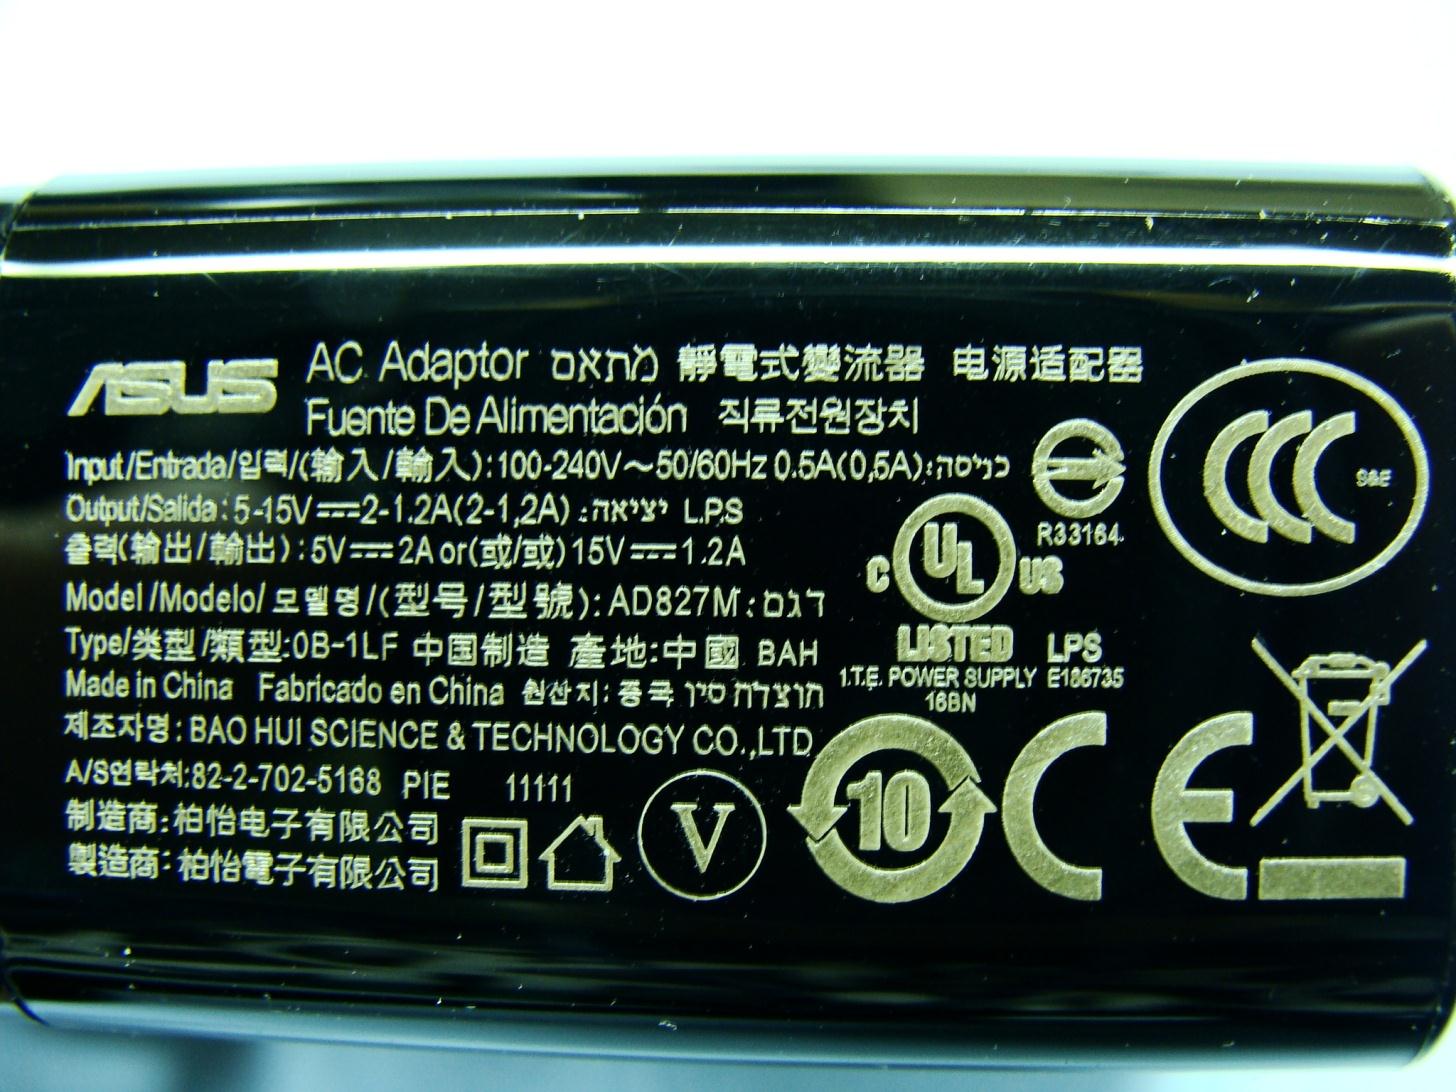 ASUS AC Adaptor מתאם 靜電式變流器 电源适配器
Fuente De Alimentación 직류전원장치
Input/Entrada/입력/(輸入/輸入):100-240V～50/60Hz 0.5A(0,5A):כניסה
Output/Salida:5-15V⎓2-1.2A(2-1,2A):יציאה L.P.S
출력(輸出/輸出):5V⎓2A or(或/或)15V⎓1.2A
Model/Modelo/모델명/(型号/型號):AD827M:דגם
Type/类型/類型:0B-1LF 中国制造 產地:中國 BAH
Made in China Fabricado en China 원산지:중국 תוצרת סין
제조자명:BAO HUI SCIENCE & TECHNOLOGY CO.,LTD
A/S연락처:82-2-702-5168 PIE 11111
制造商:柏怡电子有限公司
製造商:柏怡電子有限公司
R33164
S&E
C UL US
LISTED LPS
I.T.E. POWER SUPPLY E186735
16BN
V
10
CE